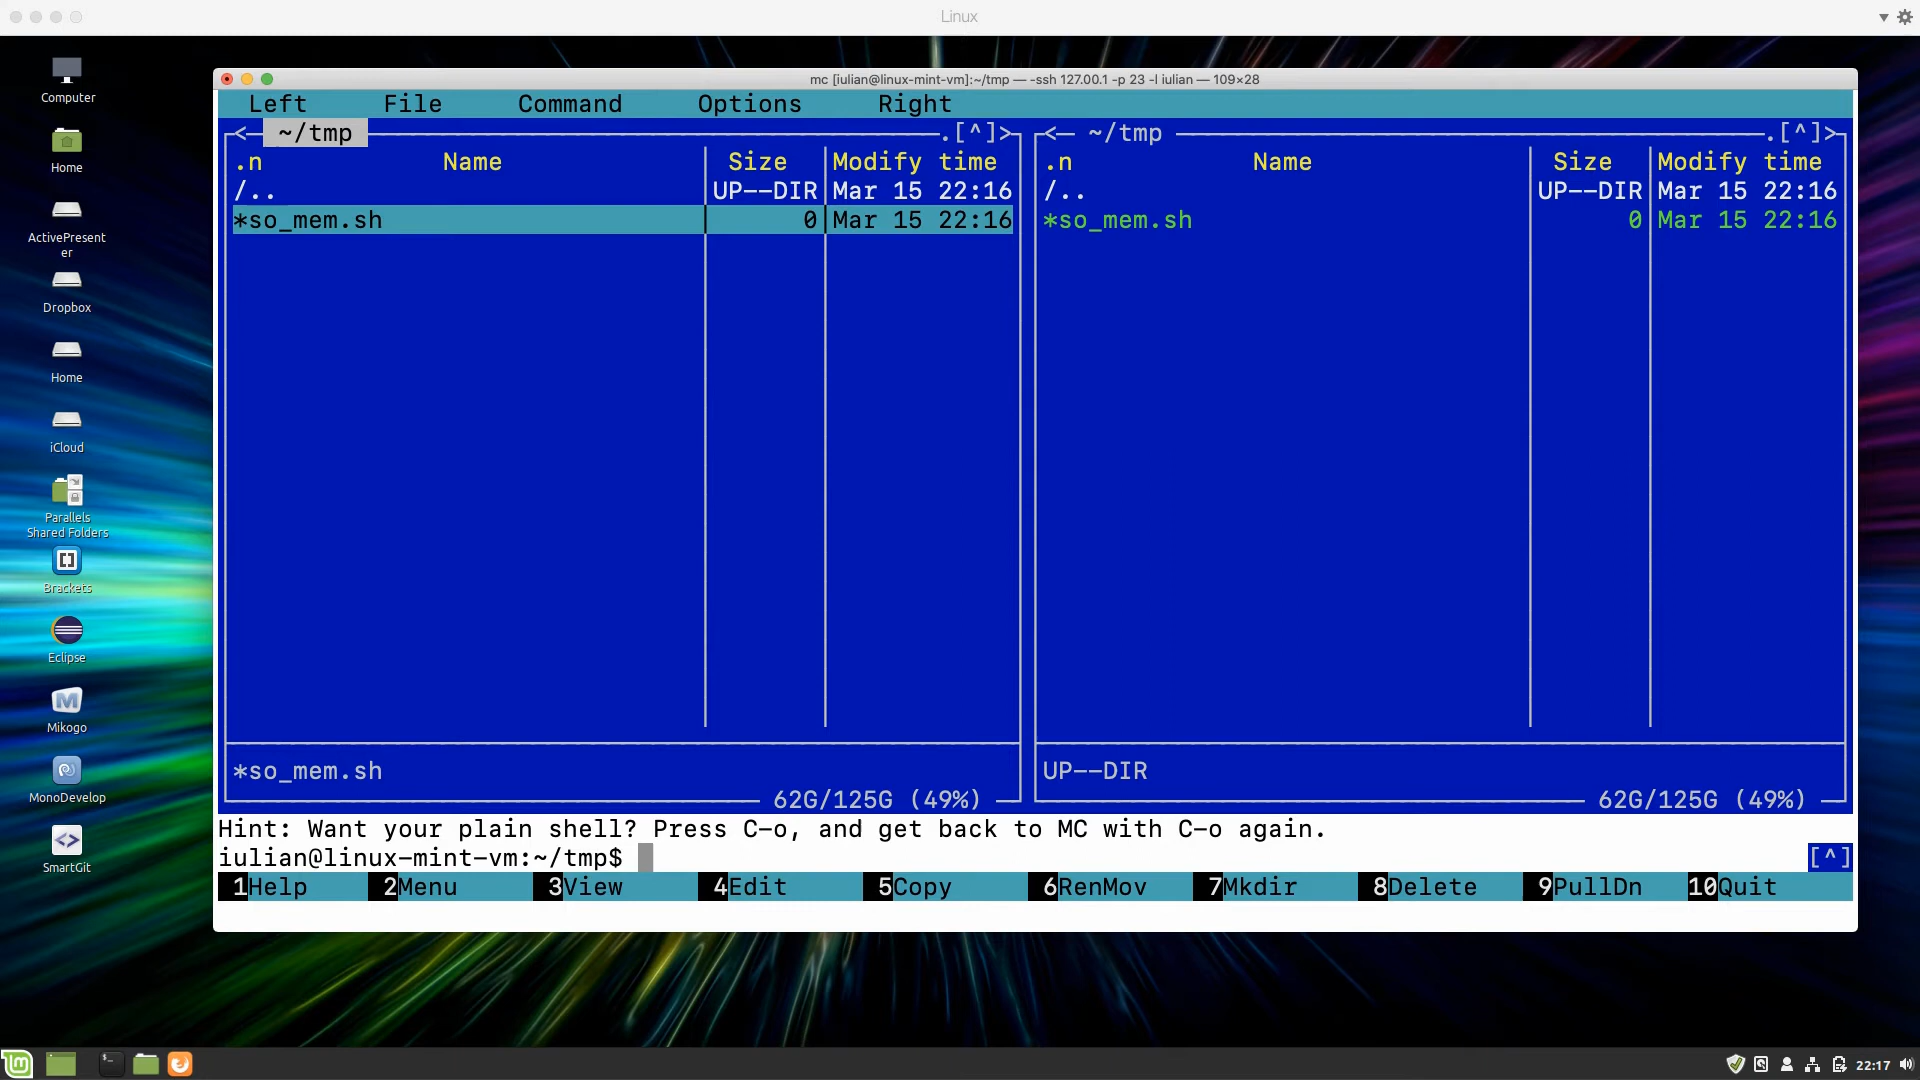 Linux
mc [iulian@linux-mint-vm]:~/tmp — -ssh 127.00.1 -p 23 -l iulian — 109×28
Left File Command Options Right
<— ~/tmp .[^]> <— ~/tmp .[^]>
.n Name Size Modify time .n Name Size Modify time
/.. UP--DIR Mar 15 22:16 /.. UP--DIR Mar 15 22:16
*so_mem.sh 0 Mar 15 22:16 *so_mem.sh 0 Mar 15 22:16
*so_mem.sh UP--DIR
62G/125G (49%) 62G/125G (49%)
Hint: Want your plain shell? Press C-o, and get back to MC with C-o again.
iulian@linux-mint-vm:~/tmp$ [^]
1Help 2Menu 3View 4Edit 5Copy 6RenMov 7Mkdir 8Delete 9PullDn 10Quit
Computer
Home
ActivePresent
er
Dropbox
Home
iCloud
Parallels
Shared Folders
Brackets
Eclipse
Mikogo
MonoDevelop
SmartGit
22:17